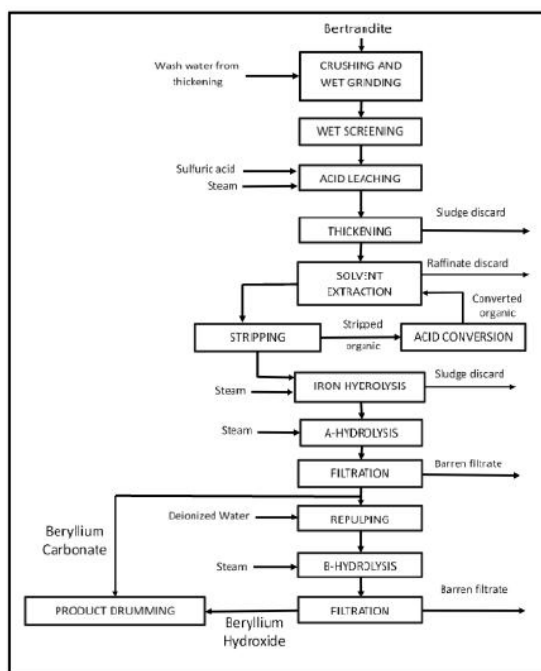 Bertrandite
Wash water from
thickening
CRUSHING AND
WET GRINDING
WET SCREENING
Sulfuric acid
Steam
ACID LEACHING
THICKENING
Sludge discard
SOLVENT
EXTRACTION
Raffinate discard
Converted
organic
STRIPPING
Stripped
organic
ACID CONVERSION
Steam
IRON HYDROLYSIS
Sludge discard
Steam
A-HYDROLYSIS
FILTRATION
Barren filtrate
Beryllium
Carbonate
Deionized Water
REPULPING
Steam
B-HYDROLYSIS
PRODUCT DRUMMING
Beryllium
Hydroxide
FILTRATION
Barren filtrate